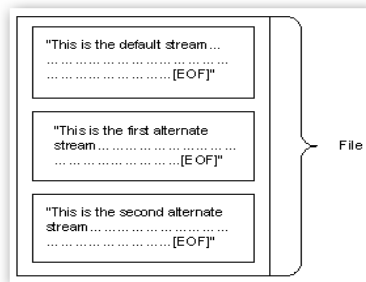 "This is the default stream...
... ... ... ... ... ... ... ... ... ... ...
... ... ... ... ... ... ... ...[EOF]"
"This is the first alternate
stream... ... ... ... ... ... ... ... ...
... ... ... ... ... ... ... ...[EOF]"
File
"This is the second alternate
stream... ... ... ... ... ... ... ... ...
... ... ... ... ... ... ... ...[EOF]"